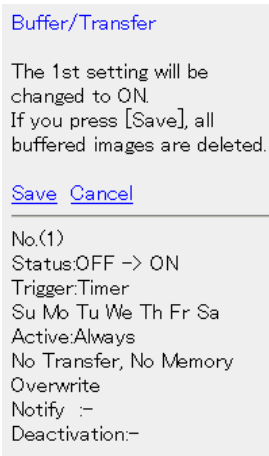 Buffer/Transfer
The 1st setting will be
changed to ON.
If you press [Save], all
buffered images are deleted.
Save Cancel
No.(1)
Status:OFF -> ON
Trigger:Timer
Su Mo Tu We Th Fr Sa
Active:Always
No Transfer, No Memory
Overwrite
Notify :-
Deactivation:-